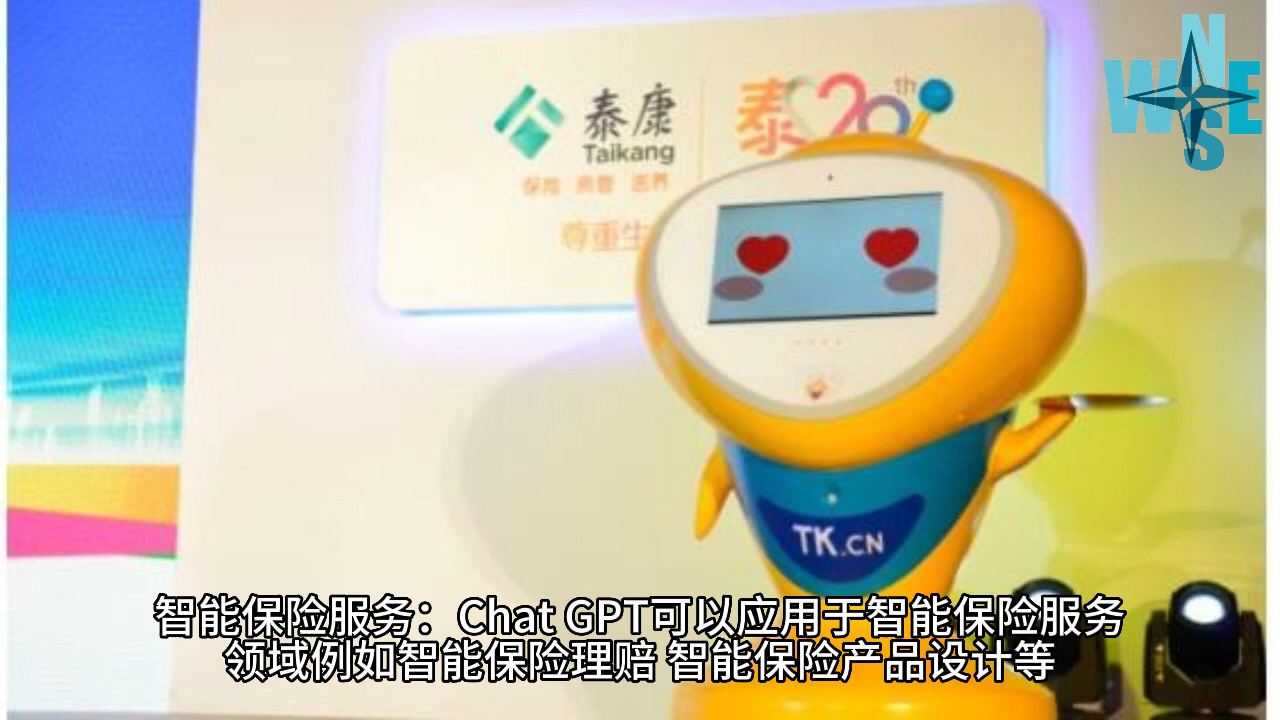 泰康
Taikang
保险 资管 医养
尊重生
泰 20th
N
W E
S
TK.CN
智能保险服务：Chat GPT可以应用于智能保险服务
领域例如智能保险理赔 智能保险产品设计等